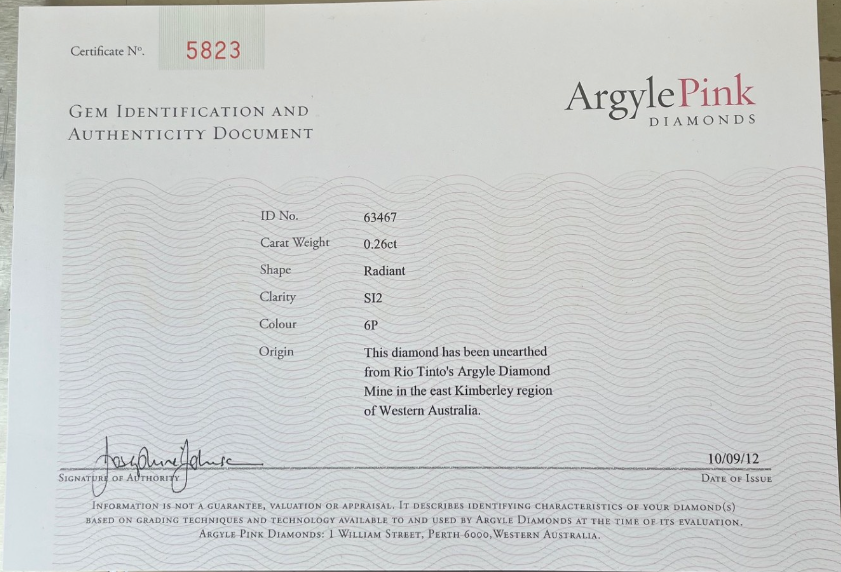 Certificate Nº. 5823
GEM IDENTIFICATION AND
AUTHENTICITY DOCUMENT
ArgylePink
DIAMONDS
ID No. 63467
Carat Weight 0.26ct
Shape Radiant
Clarity SI2
Colour 6P
Origin This diamond has been unearthed
from Rio Tinto's Argyle Diamond
Mine in the east Kimberley region
of Western Australia.
10/09/12
SIGNATURE OF AUTHORITY
DATE OF ISSUE
INFORMATION IS NOT A GUARANTEE, VALUATION OR APPRAISAL. IT DESCRIBES IDENTIFYING CHARACTERISTICS OF YOUR DIAMOND(S)
BASED ON GRADING TECHNIQUES AND TECHNOLOGY AVAILABLE TO AND USED BY ARGYLE DIAMONDS AT THE TIME OF ITS EVALUATION.
ARGYLE PINK DIAMONDS: 1 WILLIAM STREET, PERTH 6000, WESTERN AUSTRALIA.